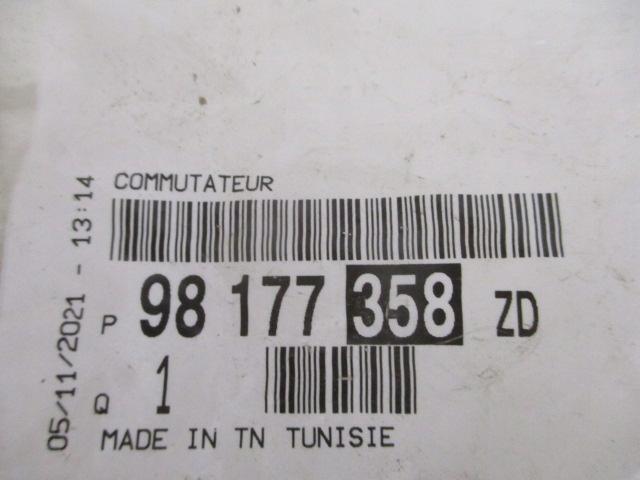 COMMUTATEUR
P 98 177 358 ZD
Q 1
MADE IN TN TUNISIE
05/11/2021 - 13:14